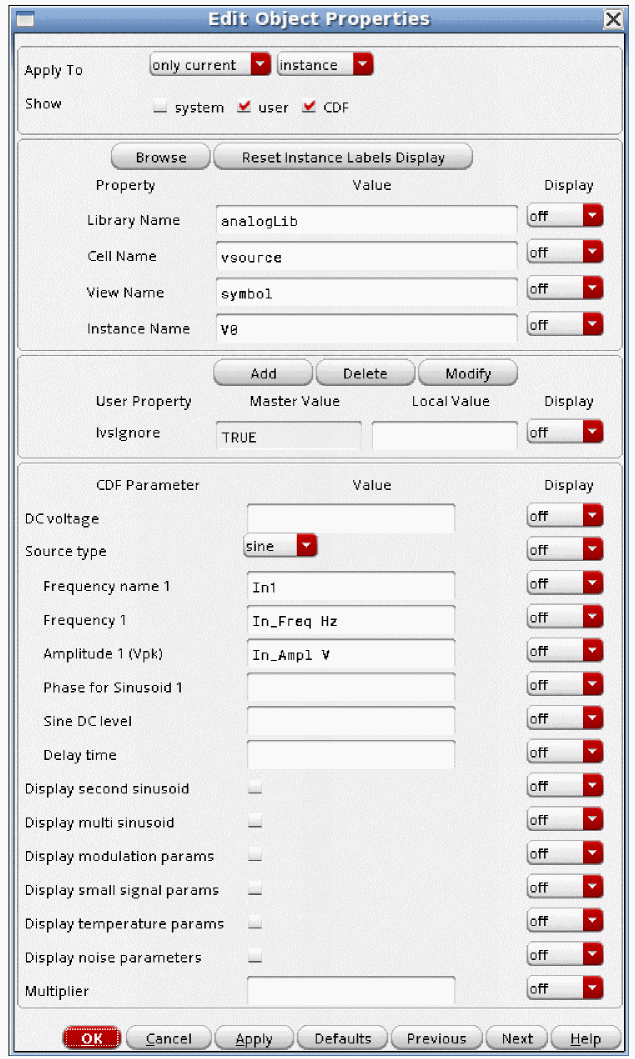 Edit Object Properties
Apply To only current instance
Show system user CDF
Browse Reset Instance Labels Display
Property Value Display
Library Name analogLib off
Cell Name vsource off
View Name symbol off
Instance Name V0 off
Add Delete Modify
User Property Master Value Local Value Display
lvsIgnore TRUE off
CDF Parameter Value Display
DC voltage off
Source type sine off
Frequency name 1 In1 off
Frequency 1 In_Freq Hz off
Amplitude 1 (Vpk) In_Ampl V off
Phase for Sinusoid 1 off
Sine DC level off
Delay time off
Display second sinusoid off
Display multi sinusoid off
Display modulation params off
Display small signal params off
Display temperature params off
Display noise parameters off
Multiplier off
OK Cancel Apply Defaults Previous Next Help